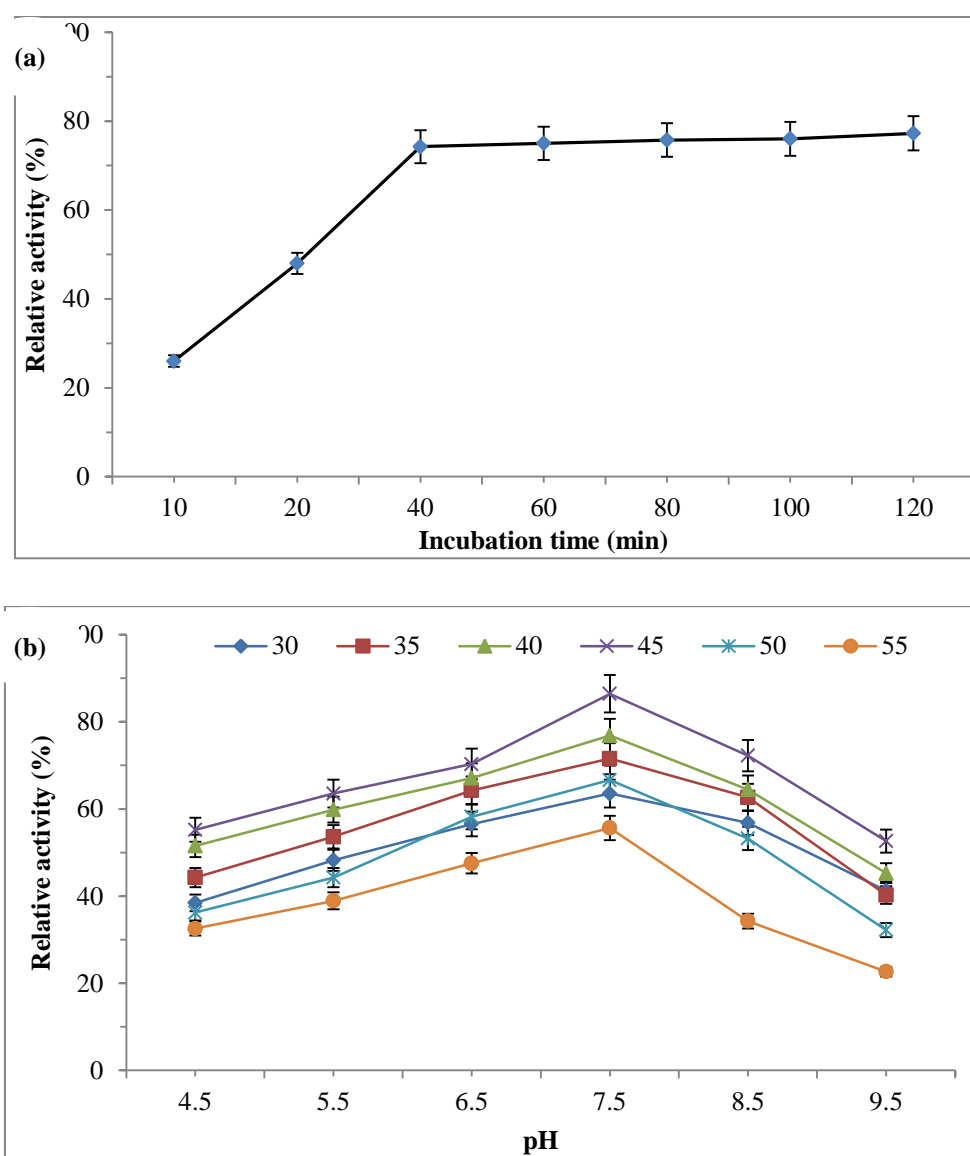 (a)
Relative activity (%)
80
60
40
20
0
10 20 40 60 80 100 120
Incubation time (min)
(b)
30 35 40 45 50 55
Relative activity (%)
80
60
40
20
0
4.5 5.5 6.5 7.5 8.5 9.5
pH